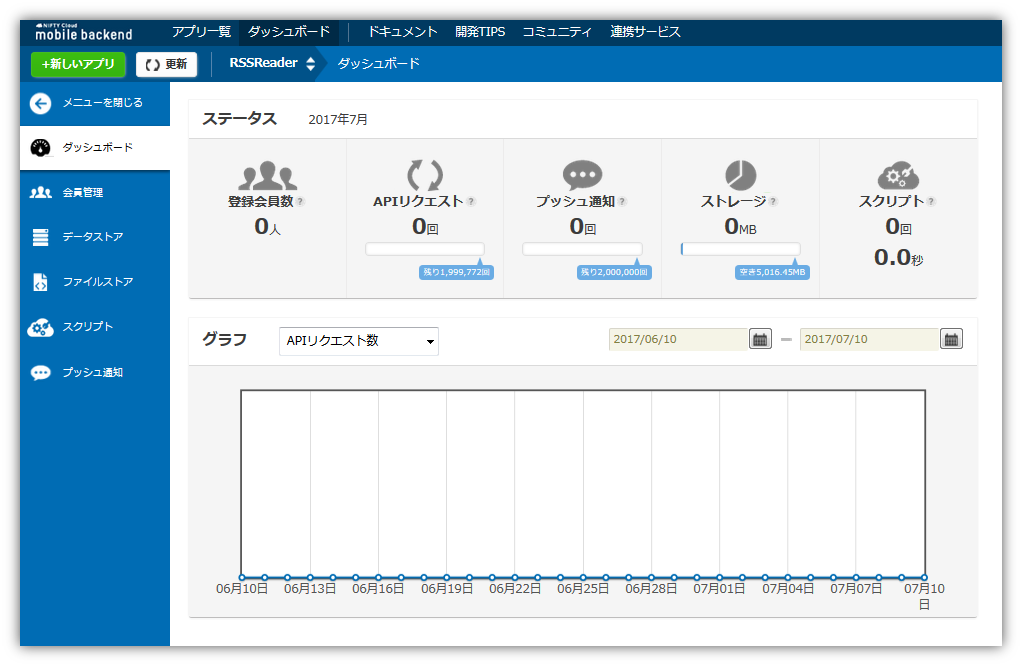 NIFTY Cloud
mobile backend
アプリ一覧 ダッシュボード ドキュメント 開発TIPS コミュニティ 連携サービス
+新しいアプリ 更新 RSSReader ダッシュボード
メニューを閉じる
ダッシュボード
会員管理
データストア
ファイルストア
スクリプト
プッシュ通知
ステータス 2017年7月
登録会員数 ?
0人
APIリクエスト ?
0回
残り1,999,772回
プッシュ通知 ?
0回
残り2,000,000回
ストレージ ?
0MB
空き5,016.45MB
スクリプト ?
0回
0.0秒
グラフ APIリクエスト数 2017/06/10 2017/07/10
06月10日 06月13日 06月16日 06月19日 06月22日 06月25日 06月28日 07月01日 07月04日 07月07日 07月10
日